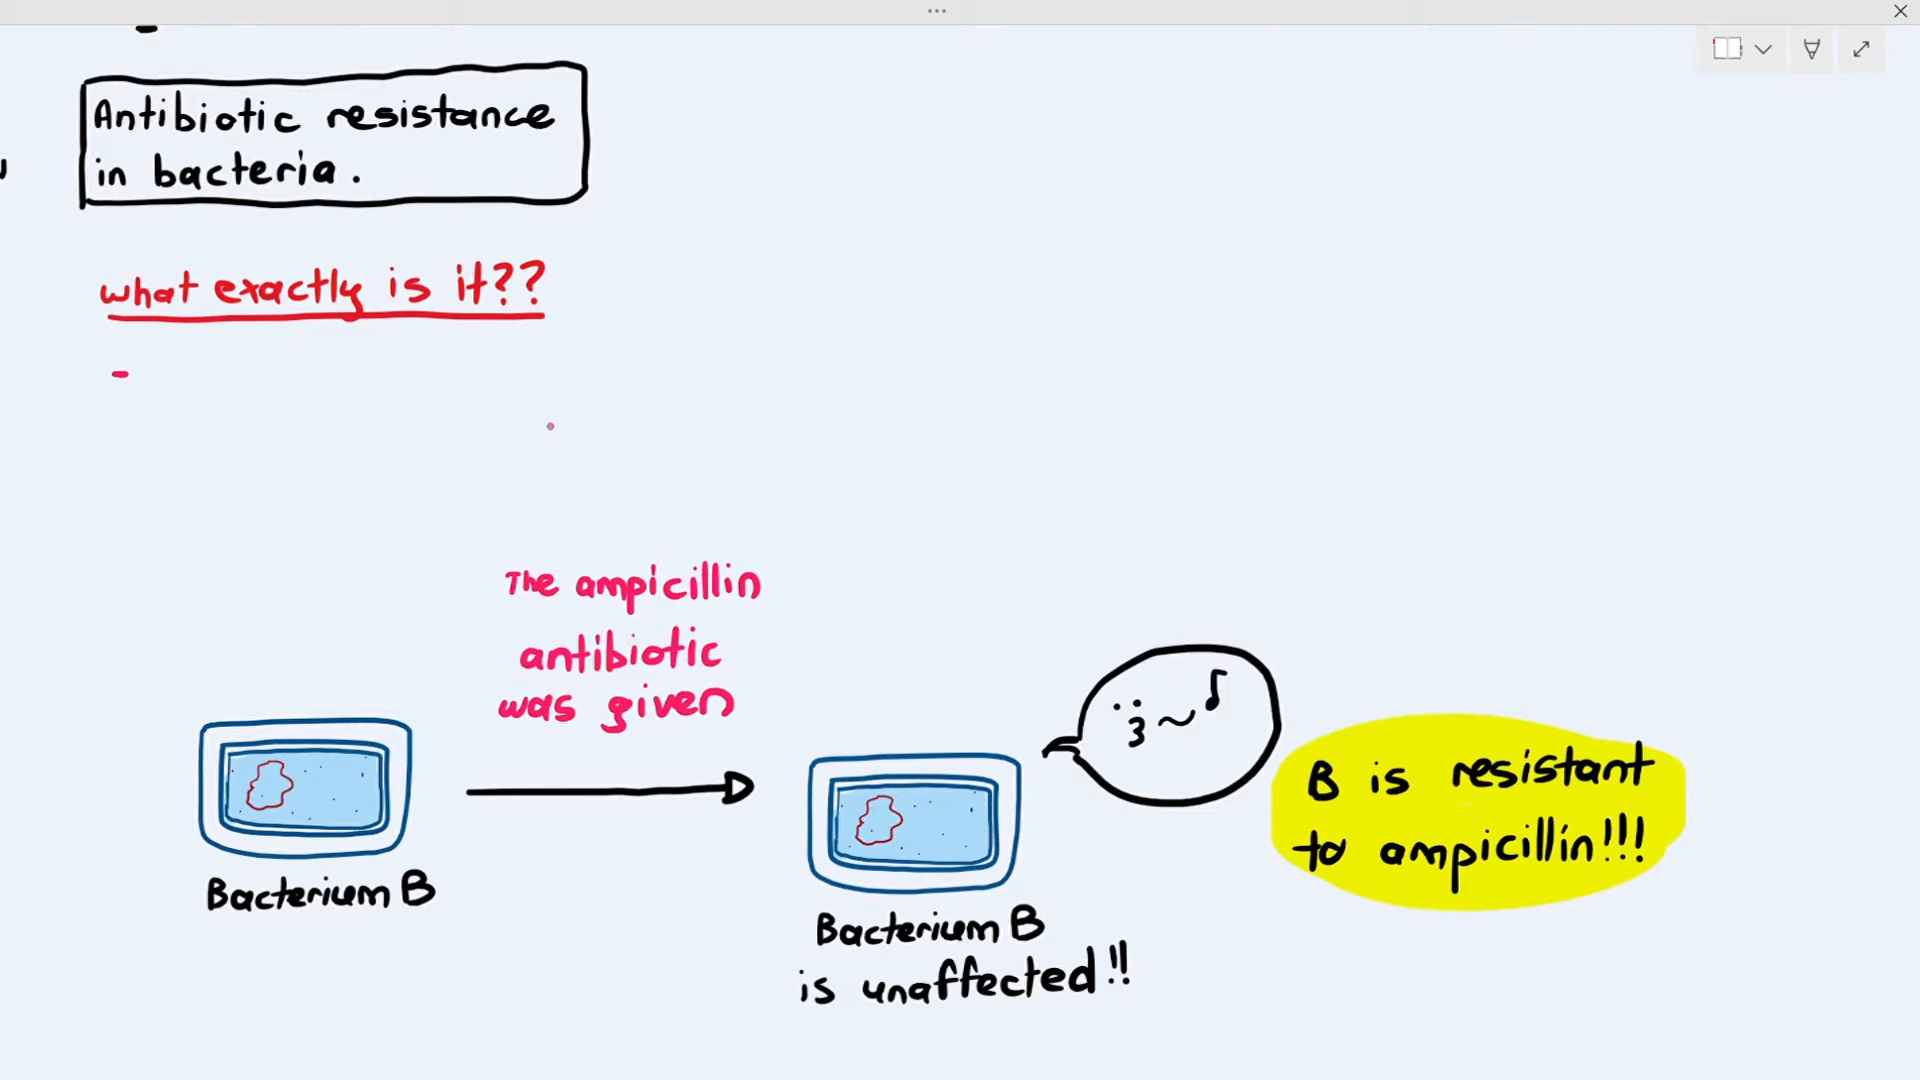 Antibiotic resistance
in bacteria.
what exactly is it??
-
The ampicillin
antibiotic
was given
B is resistant
to ampicillin!!!
Bacterium B
Bacterium B
is unaffected!!